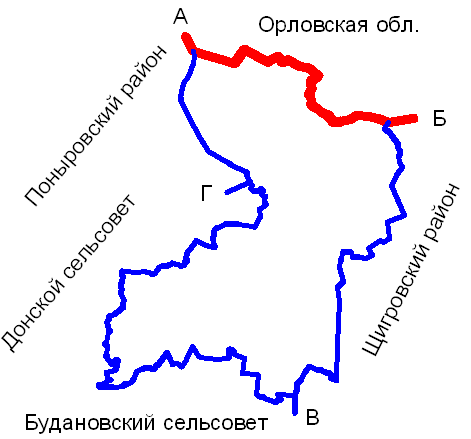 А
Орловская обл.
Поныровский район
Б
Г
Донской сельсовет
Щигровский район
В
Будановский сельсовет